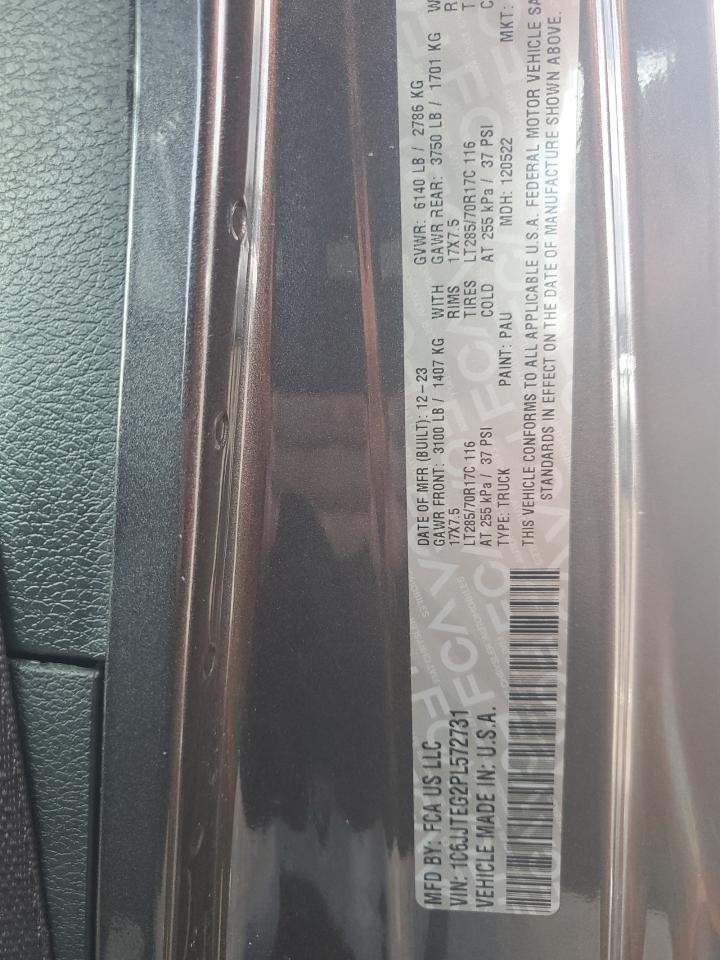 MFD BY: FCA US LLC
VIN: 1C6JJTEG2PL572731
VEHICLE MADE IN: U.S.A.
DATE OF MFR (BUILT): 12-23 GVWR: 6140 LB / 2786 KG
GAWR FRONT: 3100 LB / 1407 KG WITH GAWR REAR: 3750 LB / 1701 KG W
17X7.5 RIMS 17X7.5 R
LT285/70R17C 116 TIRES LT285/70R17C 116 T
AT 255 kPa / 37 PSI COLD AT 255 kPa / 37 PSI C
TYPE: TRUCK PAINT: PAU MDH: 120522 MKT:
THIS VEHICLE CONFORMS TO ALL APPLICABLE U.S.A. FEDERAL MOTOR VEHICLE SA
STANDARDS IN EFFECT ON THE DATE OF MANUFACTURE SHOWN ABOVE.
FCA